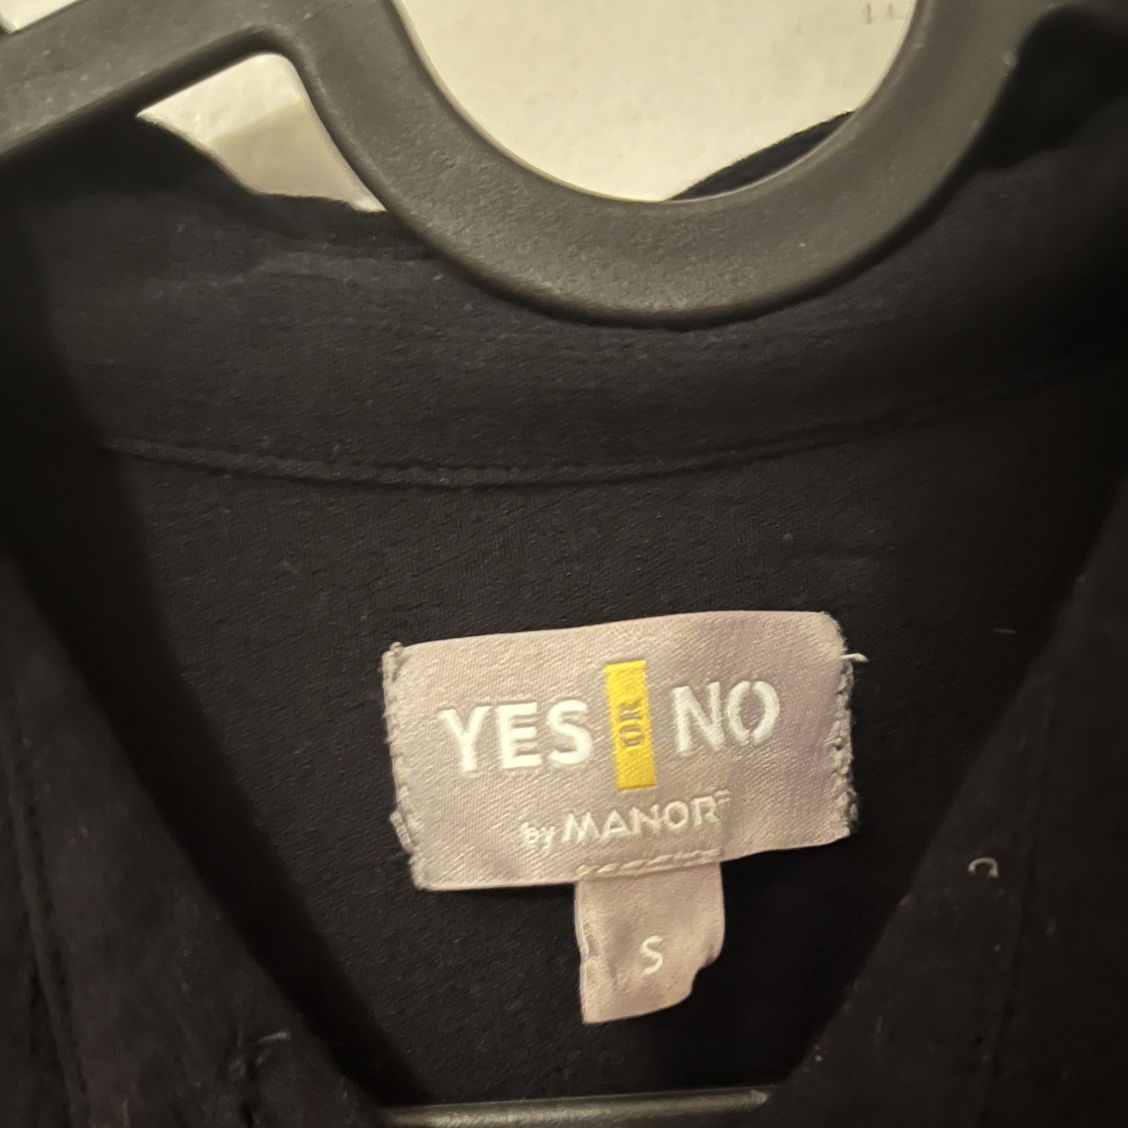 YES OR NO
by MANOR
S